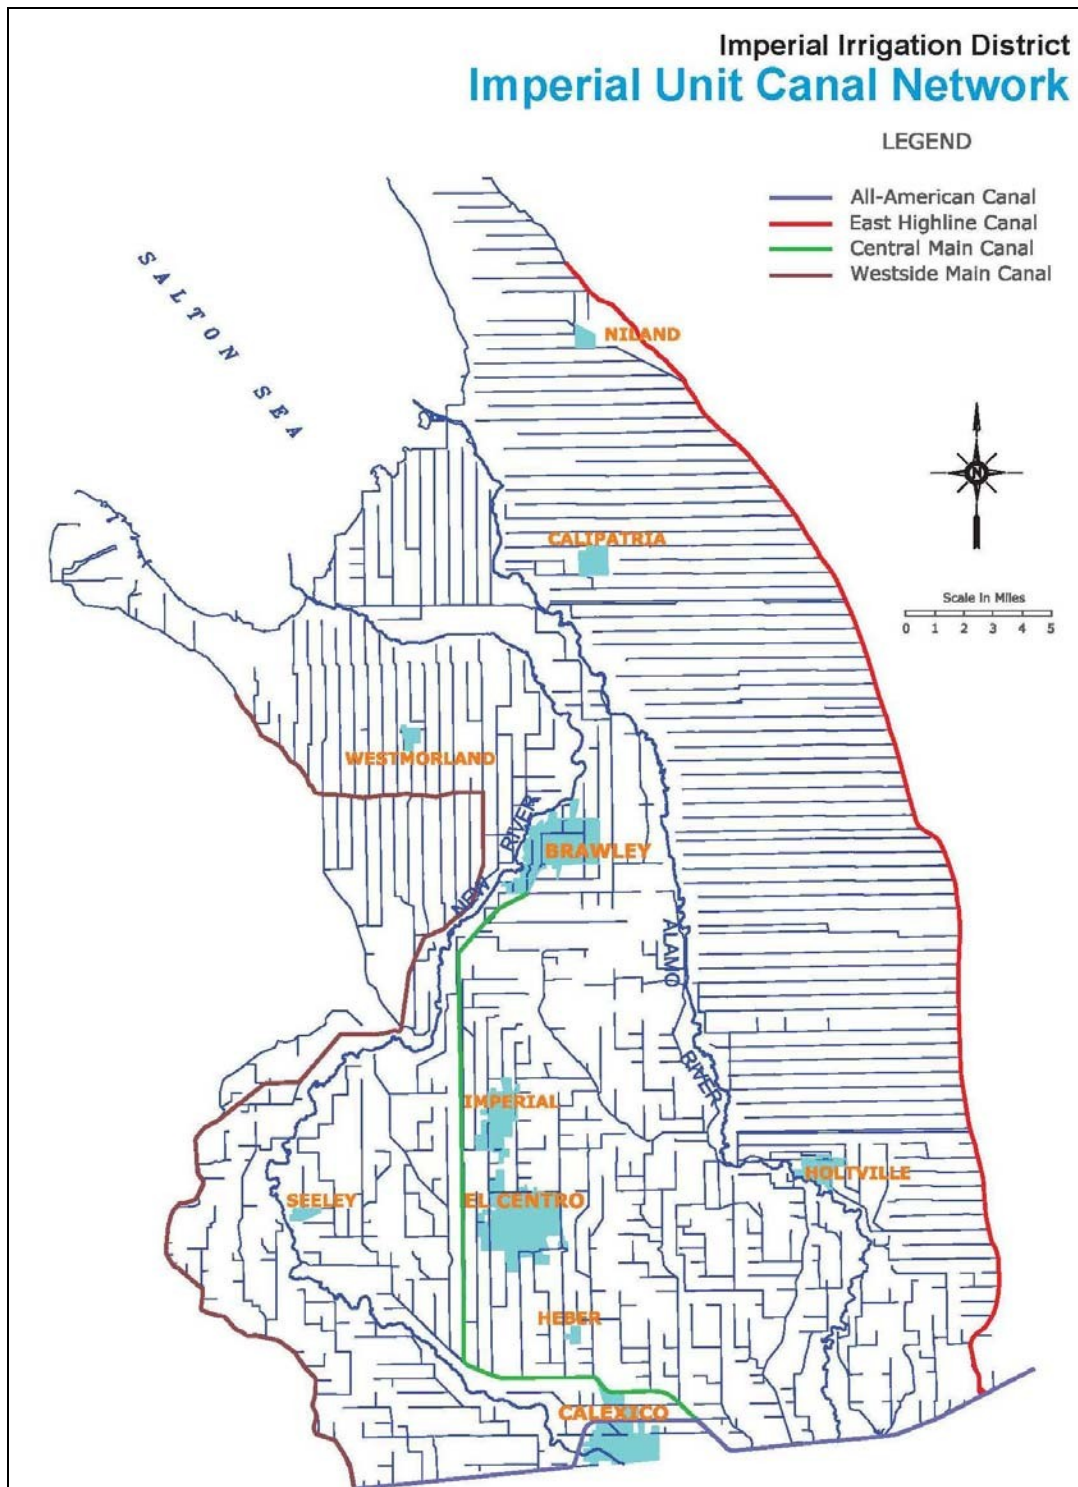 Imperial Irrigation District
Imperial Unit Canal Network
LEGEND
All-American Canal
East Highline Canal
Central Main Canal
Westside Main Canal
SALTON SEA
NILAND
N
CALIPATRIA
Scale In Miles
0 1 2 3 4 5
WESTMORLAND
NEW RIVER
BRAWLEY
ALAMO RIVER
IMPERIAL
HOLTVILLE
SEELEY
EL CENTRO
HEBER
CALEXICO